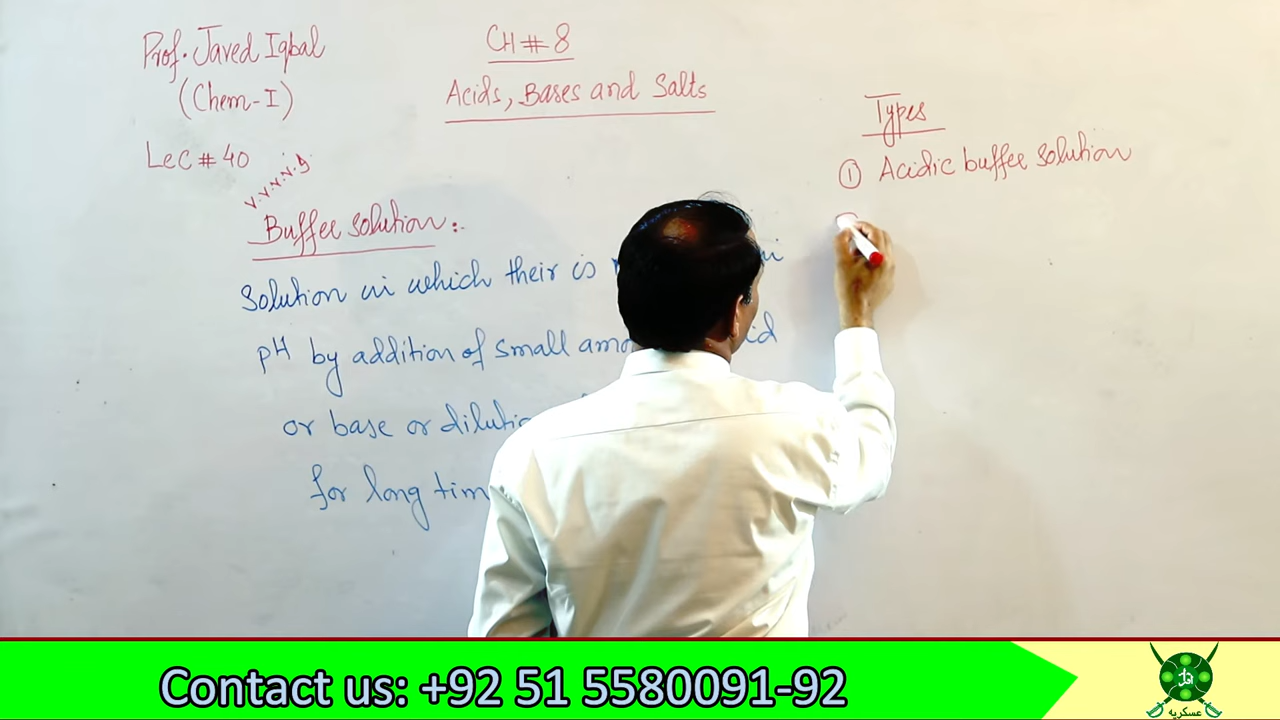 Prof. Javed Iqbal
(Chem-I)
Lec # 40
CH # 8
Acids, Bases and Salts
V.V.V.V.I
Buffer solution :-
Solution in which their is
pH by addition of small
or base or
for long
Types
① Acidic buffer solution
Contact us: +92 51 5580091-92
عسکریہ